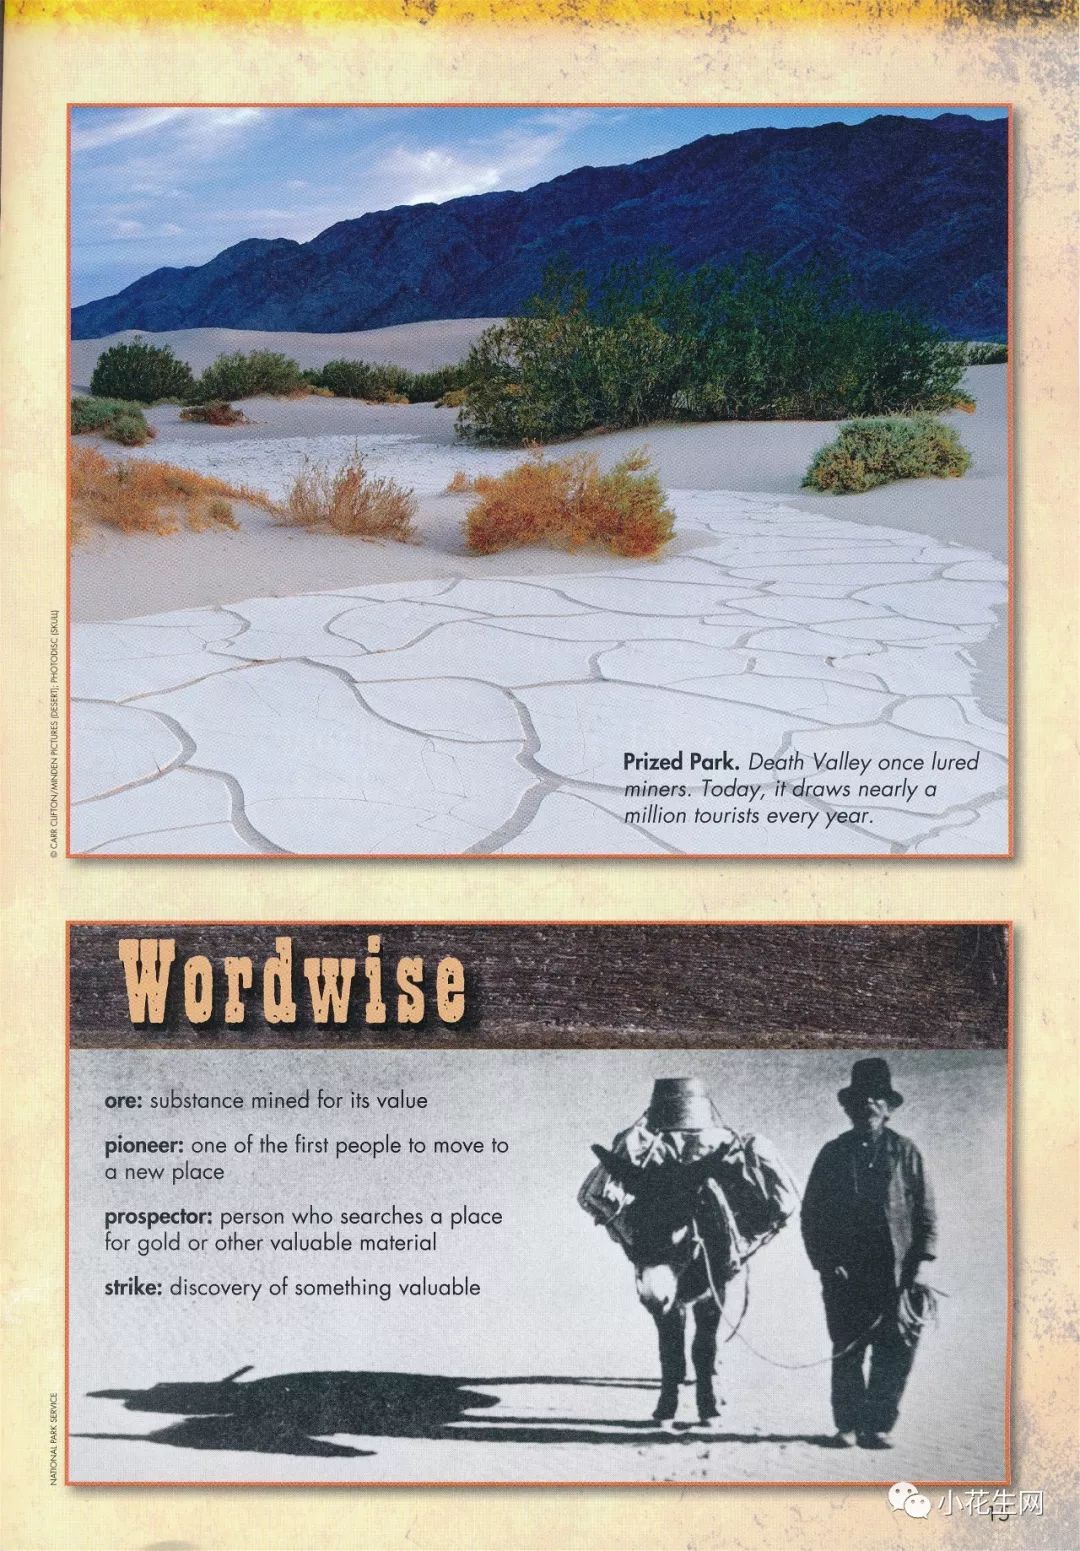 © CARR CLIFTON/MINDEN PICTURES (DESERT); PHOTODISC (SKULL)
Prized Park. Death Valley once lured
miners. Today, it draws nearly a
million tourists every year.
Wordwise
ore: substance mined for its value
pioneer: one of the first people to move to
a new place
prospector: person who searches a place
for gold or other valuable material
strike: discovery of something valuable
NATIONAL PARK SERVICE
小花生网
15